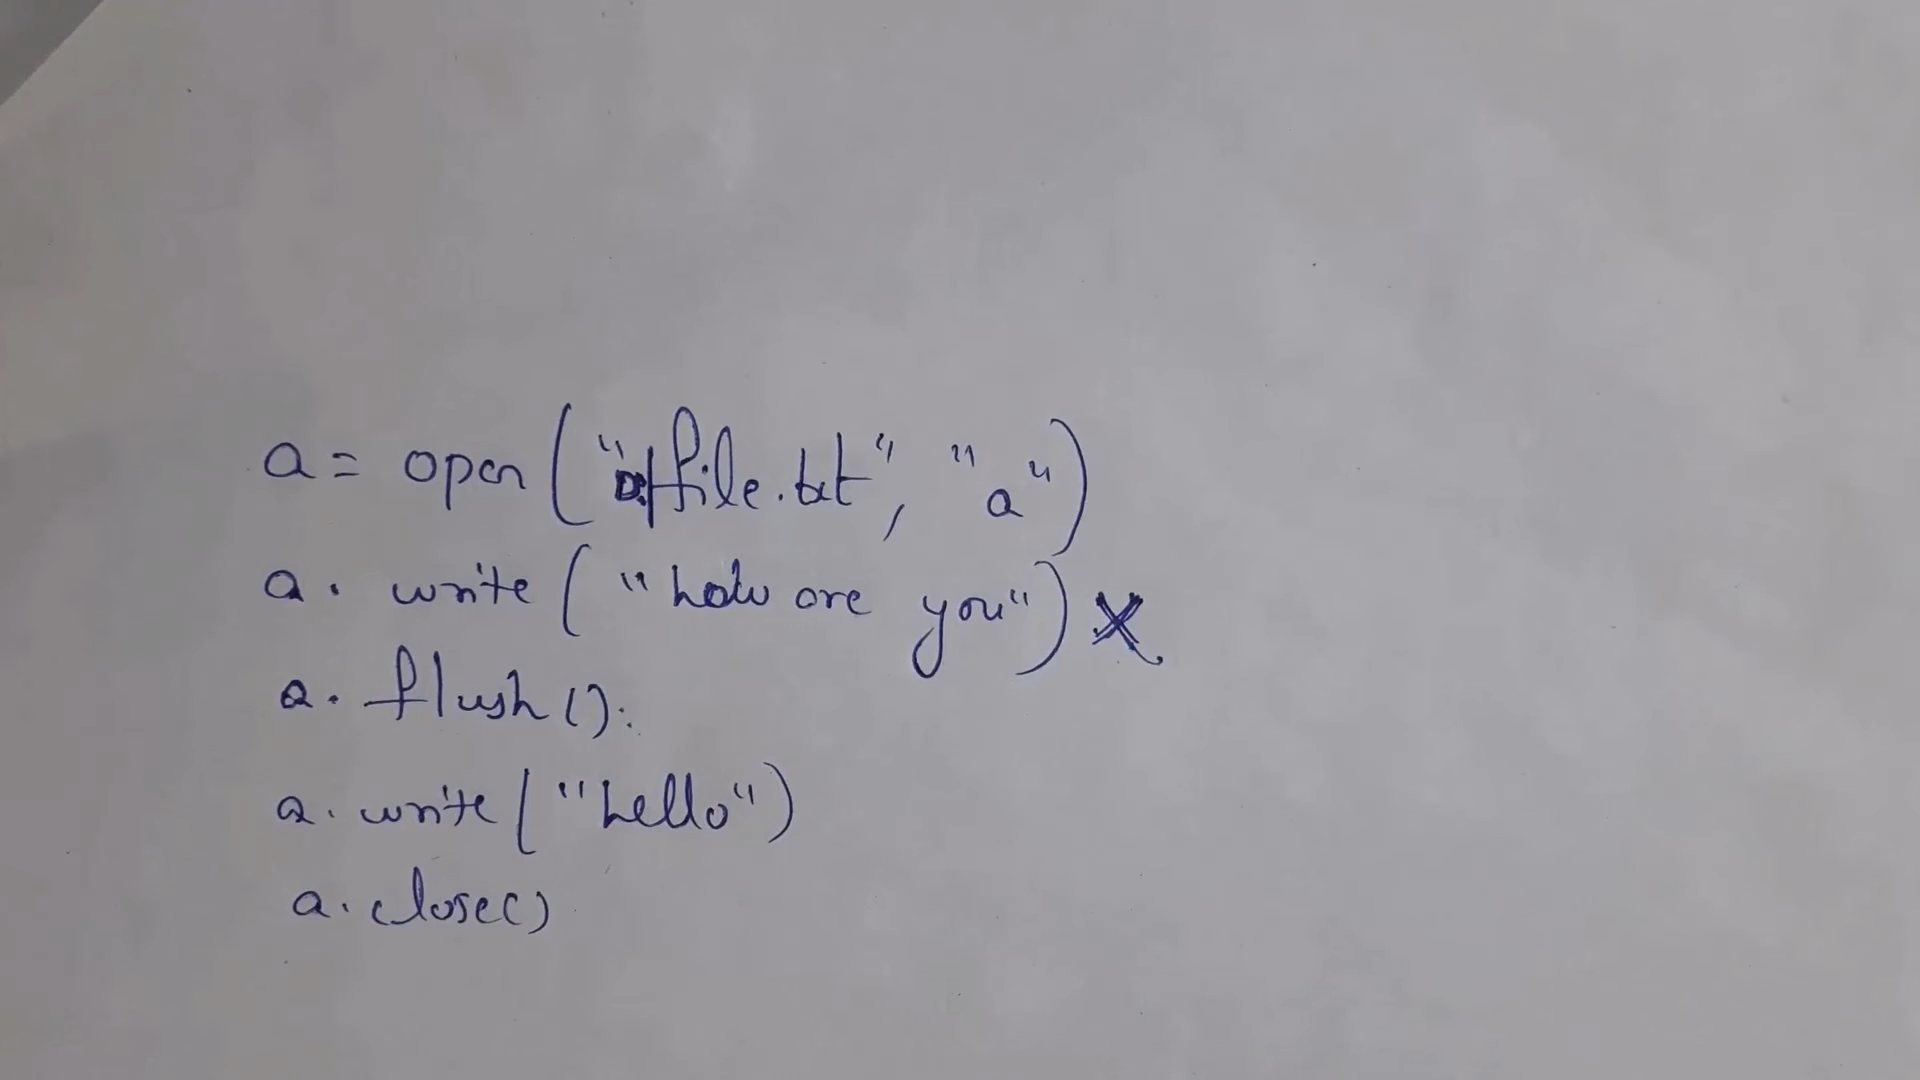 a = open ("file.txt", "a")
a. write ("how are you")
a. flush ():
a. write ("hello")
a. close()